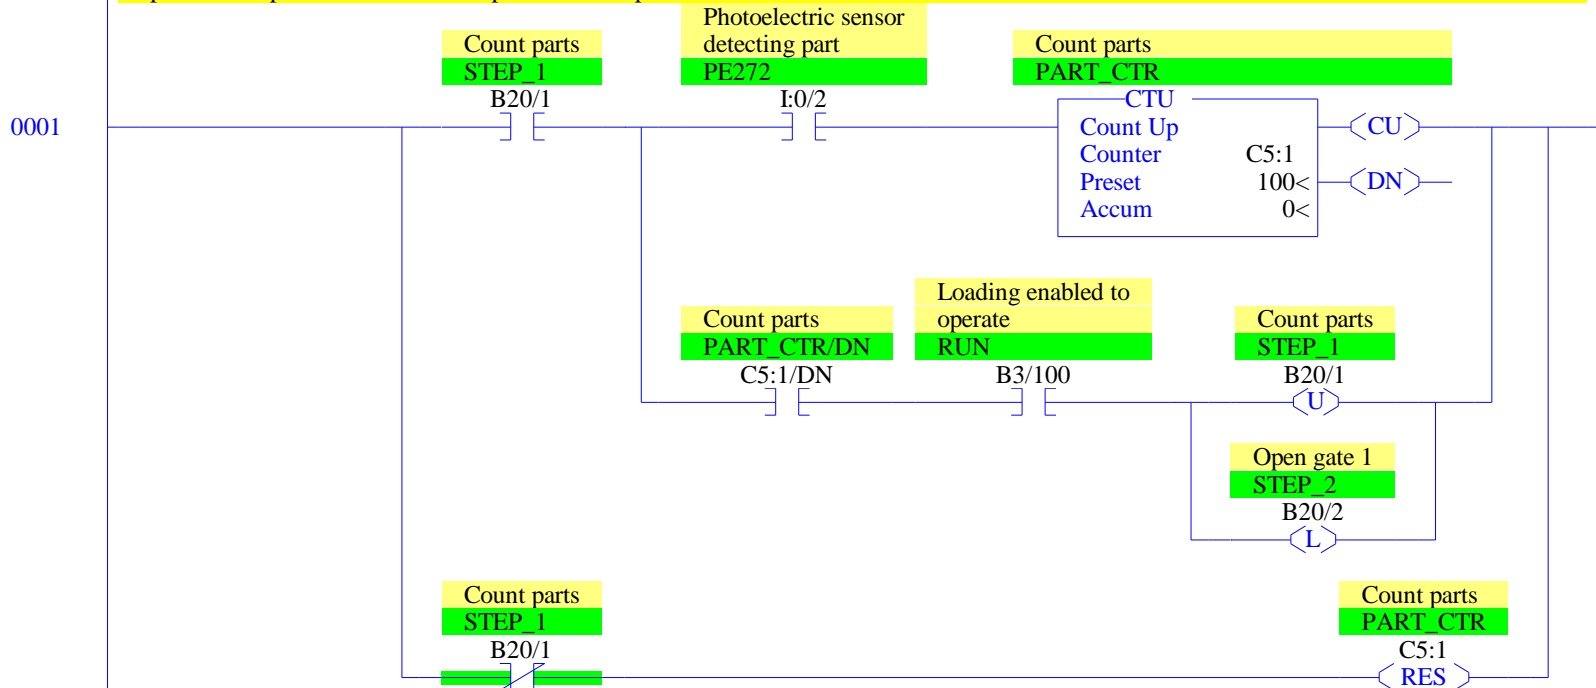 Photoelectric sensor
Count parts detecting part Count parts
STEP_1 PE272 PART_CTR
B20/1 I:0/2 CTU
0001 Count Up CU
Counter C5:1
Preset 100< DN
Accum 0<
Loading enabled to
Count parts operate Count parts
PART_CTR/DN RUN STEP_1
C5:1/DN B3/100 B20/1
U
Open gate 1
STEP_2
B20/2
L
Count parts Count parts
STEP_1 PART_CTR
B20/1 C5:1
RES